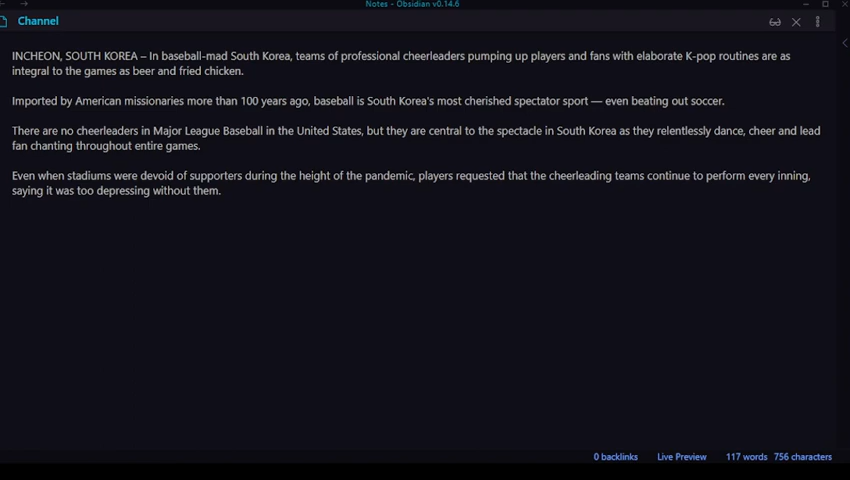 Notes - Obsidian v0.14.6
Channel
INCHEON, SOUTH KOREA – In baseball-mad South Korea, teams of professional cheerleaders pumping up players and fans with elaborate K-pop routines are as
integral to the games as beer and fried chicken.
Imported by American missionaries more than 100 years ago, baseball is South Korea's most cherished spectator sport — even beating out soccer.
There are no cheerleaders in Major League Baseball in the United States, but they are central to the spectacle in South Korea as they relentlessly dance, cheer and lead
fan chanting throughout entire games.
Even when stadiums were devoid of supporters during the height of the pandemic, players requested that the cheerleading teams continue to perform every inning,
saying it was too depressing without them.
0 backlinks Live Preview 117 words 756 characters